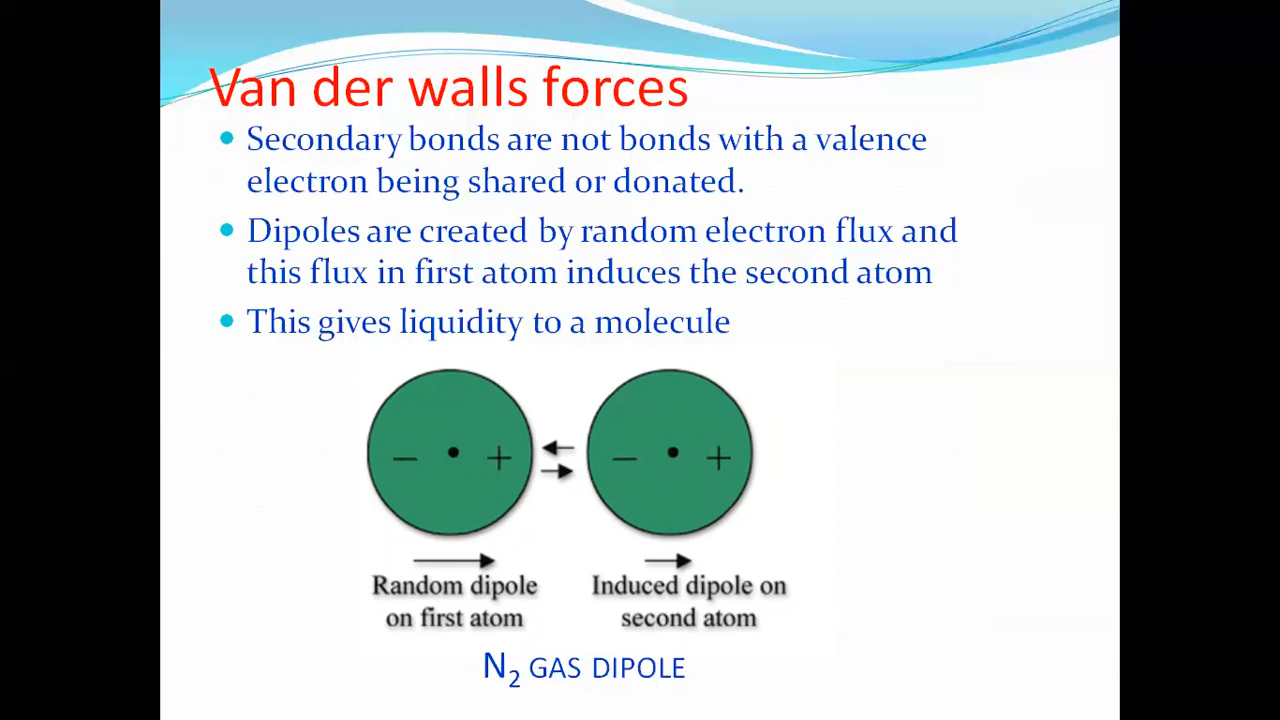 Van der walls forces
• Secondary bonds are not bonds with a valence
electron being shared or donated.
• Dipoles are created by random electron flux and
this flux in first atom induces the second atom
• This gives liquidity to a molecule
− + − +
Random dipole
on first atom
Induced dipole on
second atom
N₂ GAS DIPOLE